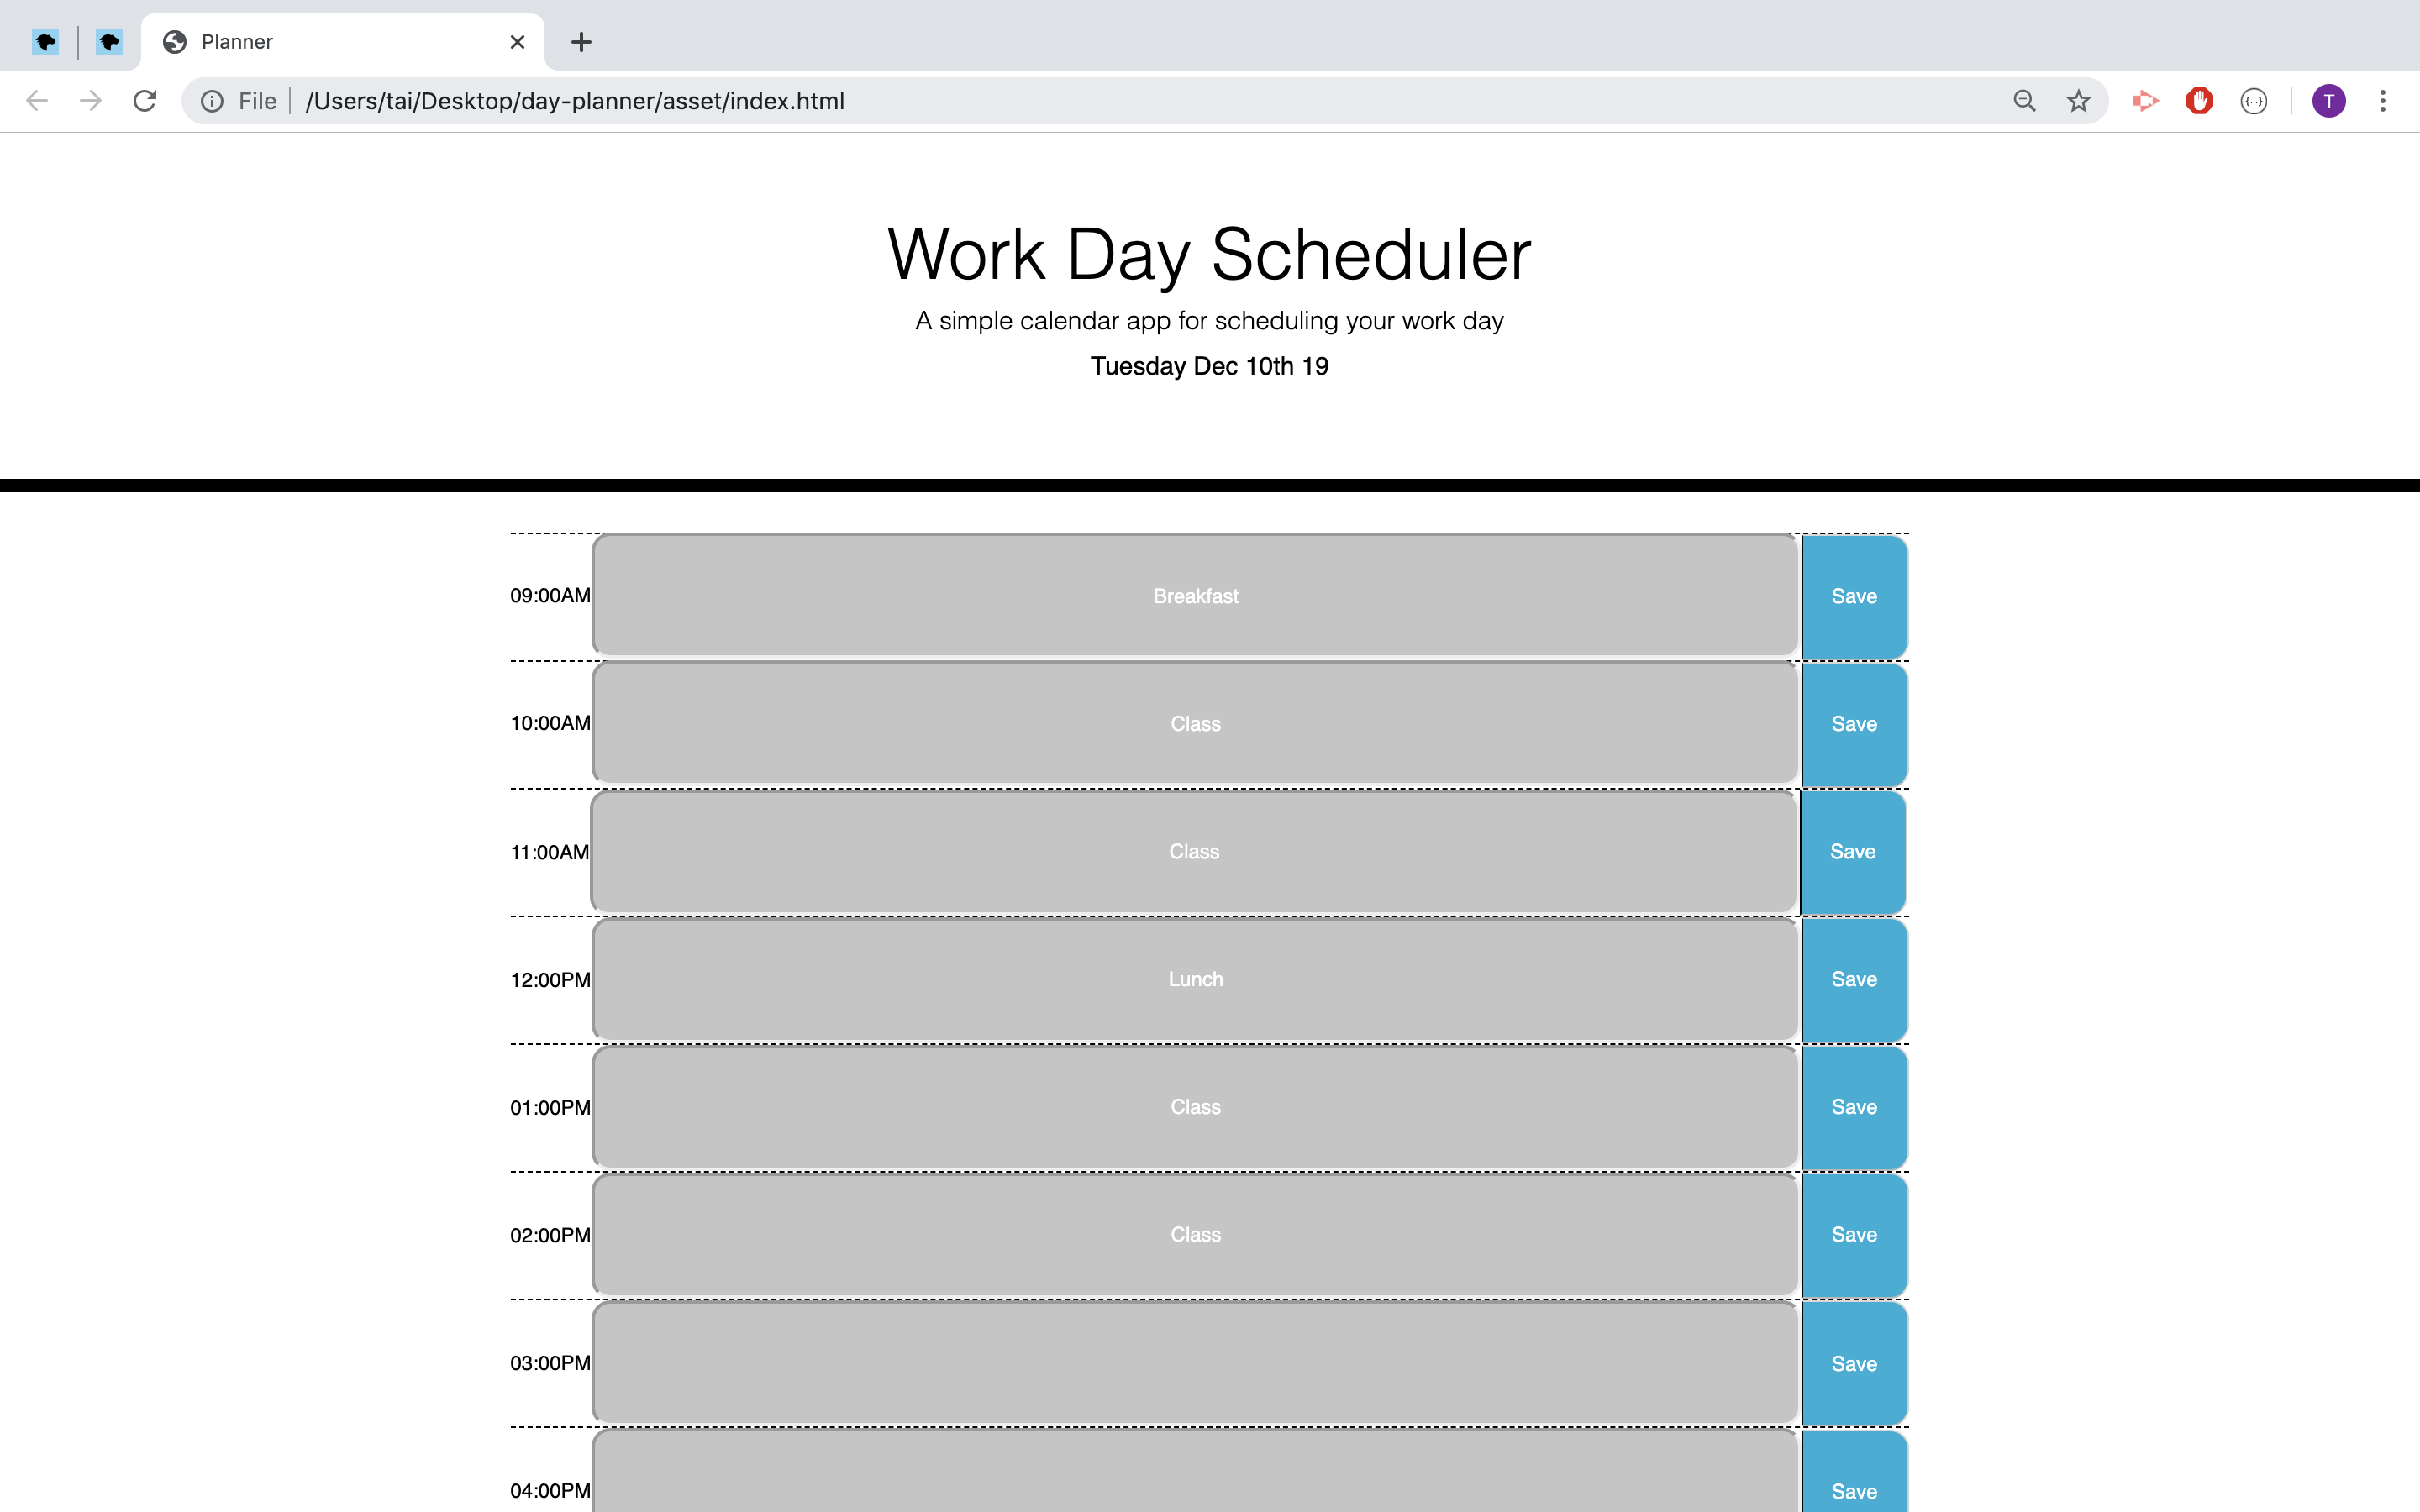 Planner
File /Users/tai/Desktop/day-planner/asset/index.html
T
Work Day Scheduler
A simple calendar app for scheduling your work day
Tuesday Dec 10th 19
09:00AM Breakfast Save
10:00AM Class Save
11:00AM Class Save
12:00PM Lunch Save
01:00PM Class Save
02:00PM Class Save
03:00PM Save
04:00PM Save